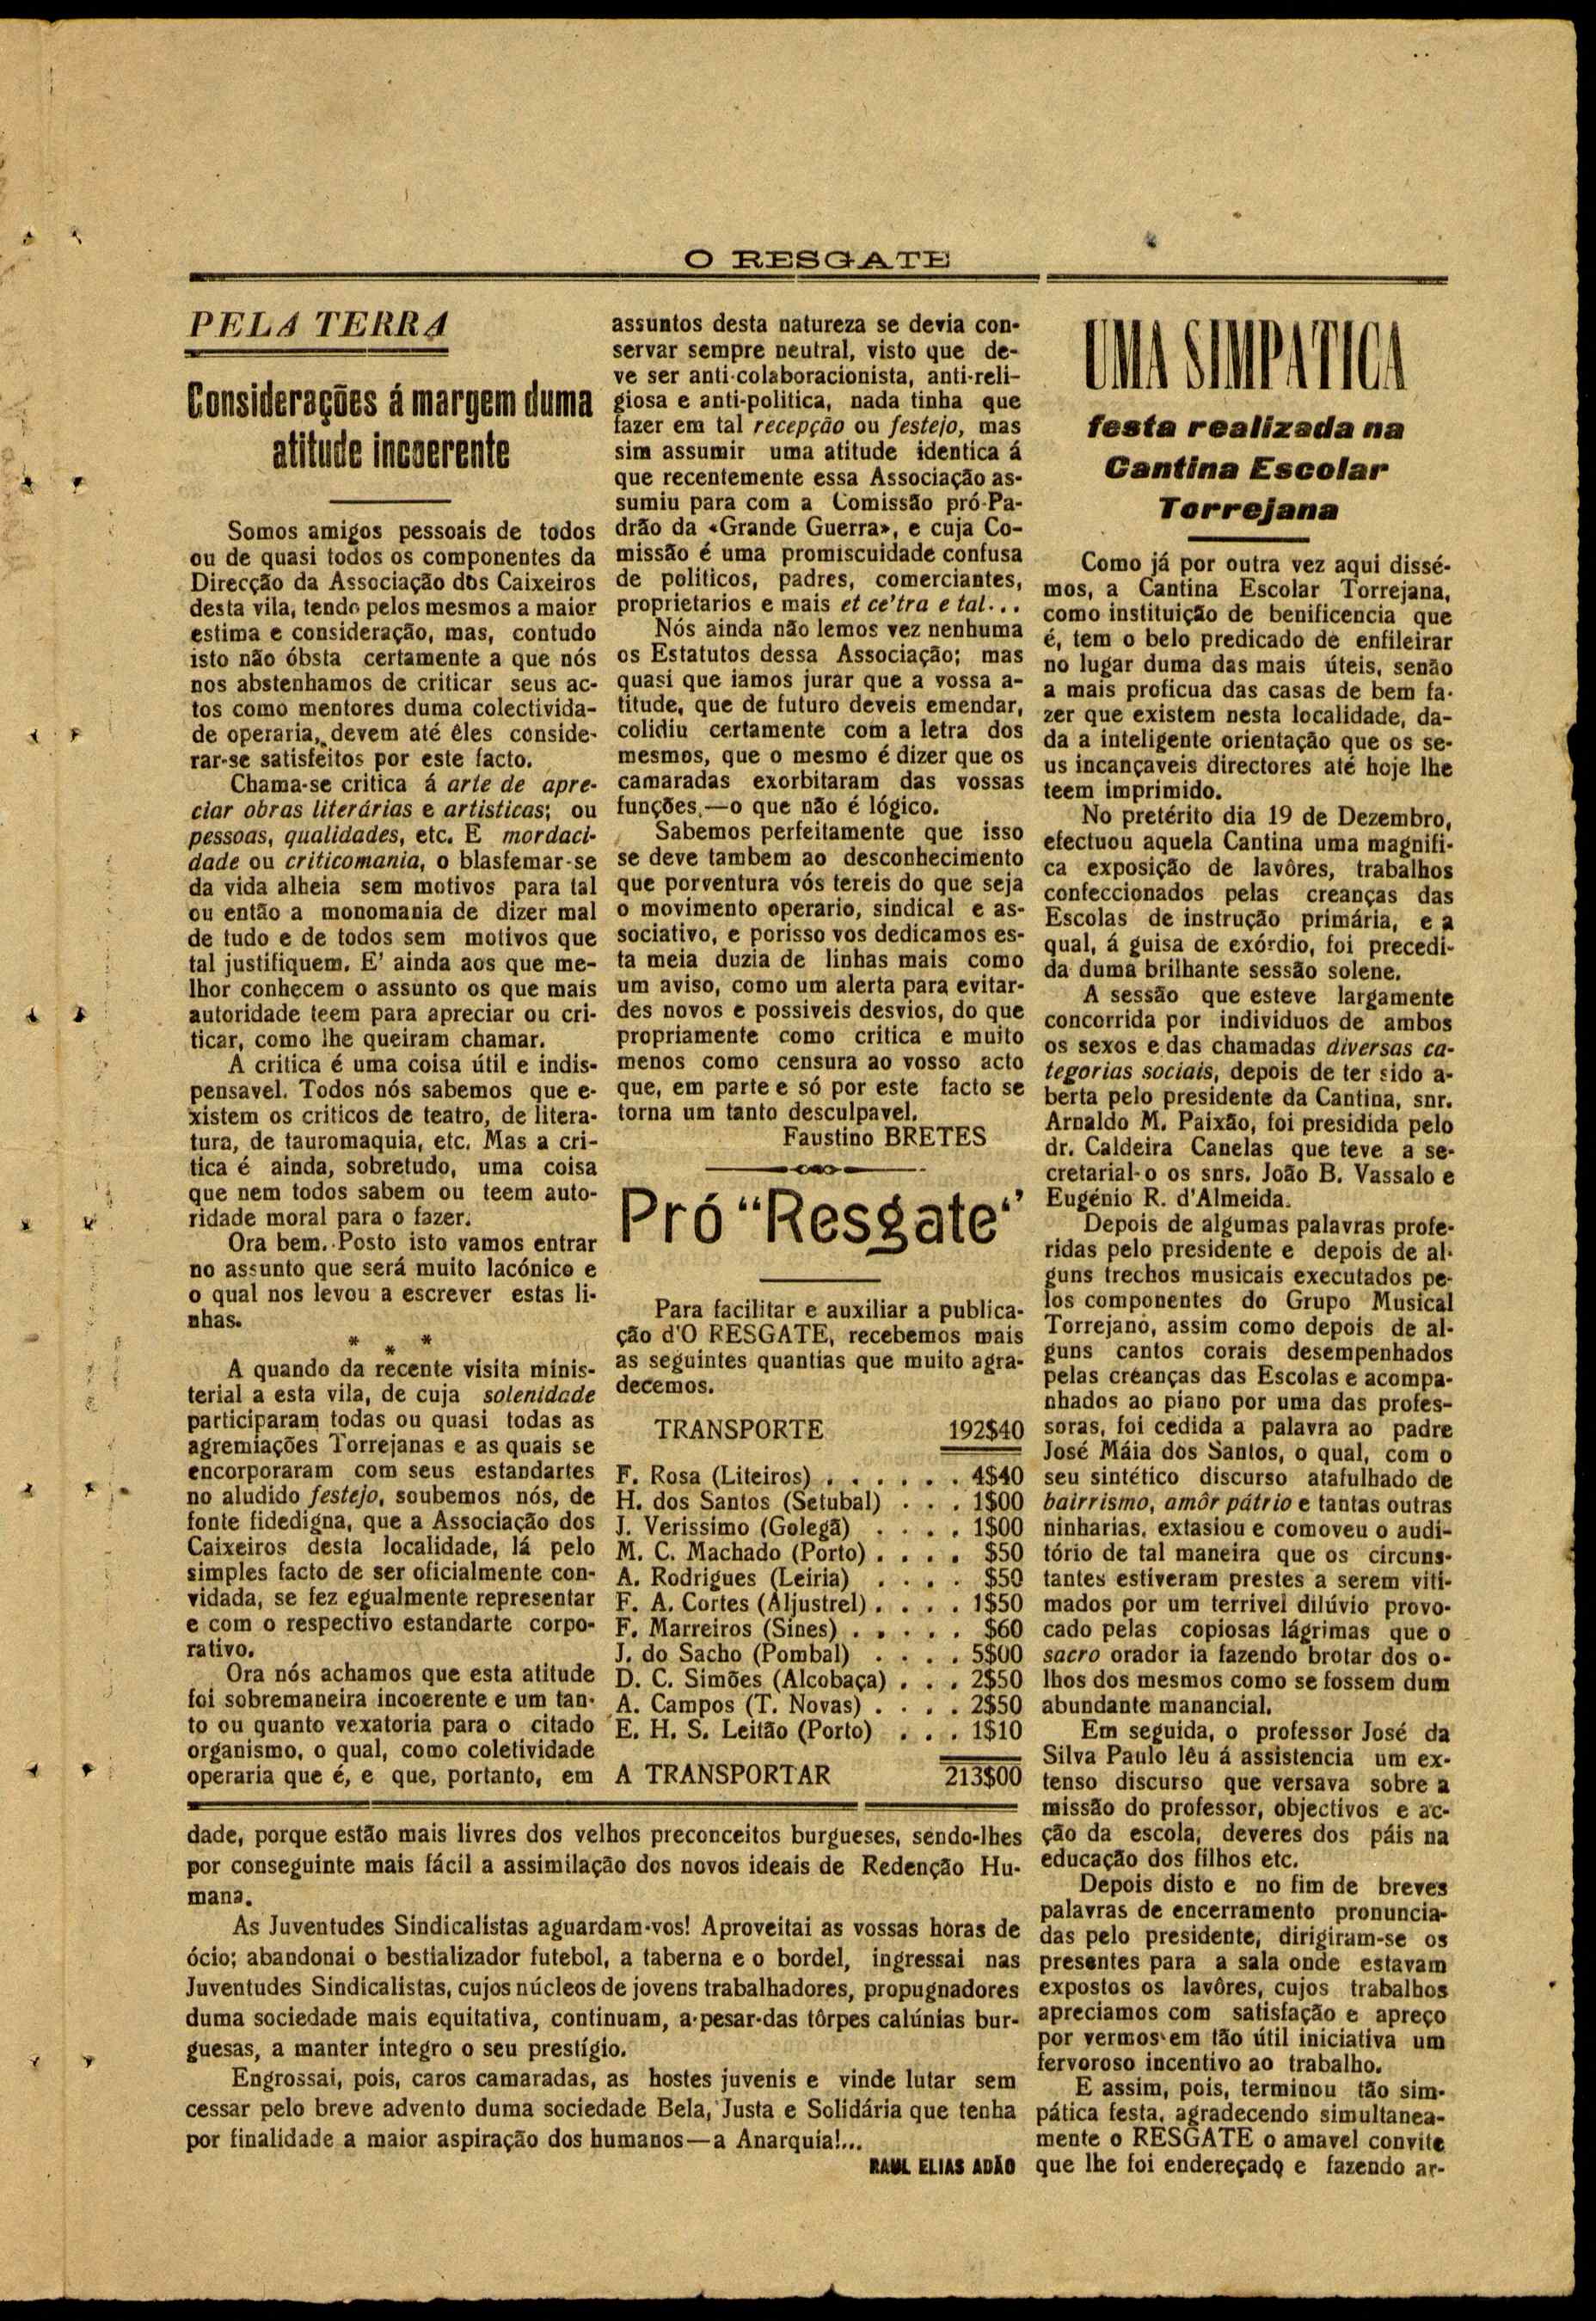 O RESGATE
PELA TERRA
Considerações á margem duma
atitude incoerente
Somos amigos pessoais de todos
ou de quasi todos os componentes da
Direcção da Associação dos Caixeiros
desta vila, tendo pelos mesmos a maior
estima e consideração, mas, contudo
isto não óbsta certamente a que nós
nos abstenhamos de criticar seus ac-
tos como mentores duma colectivida-
de operaria, devem até êles conside-
rar-se satisfeitos por este facto.
Chama-se critica á arte de apre-
ciar obras literárias e artisticas; ou
pessoas, qualidades, etc. E mordaci-
dade ou criticomania, o blasfemar-se
da vida alheia sem motivos para tal
ou então a monomania de dizer mal
de tudo e de todos sem motivos que
tal justifiquem. E' ainda aos que me-
lhor conhecem o assunto os que mais
autoridade teem para apreciar ou cri-
ticar, como lhe queiram chamar.
A critica é uma coisa útil e indis-
pensavel. Todos nós sabemos que e-
xistem os criticos de teatro, de litera-
tura, de tauromaquia, etc. Mas a cri-
tica é ainda, sobretudo, uma coisa
que nem todos sabem ou teem auto-
ridade moral para o fazer.
Ora bem. Posto isto vamos entrar
no assunto que será muito lacónico e
o qual nos levou a escrever estas li-
nhas.
* * *
A quando da recente visita minis-
terial a esta vila, de cuja solenidade
participaram todas ou quasi todas as
agremiações Torrejanas e as quais se
encorporaram com seus estandartes
no aludido festejo, soubemos nós, de
fonte fidedigna, que a Associação dos
Caixeiros desta localidade, lá pelo
simples facto de ser oficialmente con-
vidada, se fez egualmente representar
e com o respectivo estandarte corpo-
rativo.
Ora nós achamos que esta atitude
foi sobremaneira incoerente e um tan-
to ou quanto vexatoria para o citado
organismo, o qual, como coletividade
operaria que é, e que, portanto, em
assuntos desta natureza se devia con-
servar sempre neutral, visto que de-
ve ser anti-colaboracionista, anti-reli-
giosa e anti-politica, nada tinha que
fazer em tal recepção ou festejo, mas
sim assumir uma atitude identica á
que recentemente essa Associação as-
sumiu para com a Comissão pró-Pa-
drão da «Grande Guerra», e cuja Co-
missão é uma promiscuidade confusa
de politicos, padres, comerciantes,
proprietarios e mais et ce'tra e tal...
Nós ainda não lemos vez nenhuma
os Estatutos dessa Associação; mas
quasi que iamos jurar que a vossa a-
titude, que de futuro deveis emendar,
colidiu certamente com a letra dos
mesmos, que o mesmo é dizer que os
camaradas exorbitaram das vossas
funções,—o que não é lógico.
Sabemos perfeitamente que isso
se deve tambem ao desconhecimento
que porventura vós tereis do que seja
o movimento operario, sindical e as-
sociativo, e porisso vos dedicamos es-
ta meia duzia de linhas mais como
um aviso, como um alerta para evitar-
des novos e possiveis desvios, do que
propriamente como critica e muito
menos como censura ao vosso acto
que, em parte e só por este facto se
torna um tanto desculpavel.
Faustino BRETES
Pró "Resgate"
Para facilitar e auxiliar a publica-
ção d'O RESGATE, recebemos mais
as seguintes quantias que muito agra-
decemos.
TRANSPORTE 192$40
F. Rosa (Liteiros) . . . . . . 4$40
H. dos Santos (Setubal) . . . 1$00
J. Verissimo (Golegã) . . . . 1$00
M. C. Machado (Porto) . . . . $50
A. Rodrigues (Leiria) . . . . $50
F. A. Cortes (Aljustrel) . . . . 1$50
F. Marreiros (Sines) . . . . . $60
J. do Sacho (Pombal) . . . . 5$00
D. C. Simões (Alcobaça) . . . 2$50
A. Campos (T. Novas) . . . . 2$50
E. H. S. Leitão (Porto) . . . 1$10
A TRANSPORTAR 213$00
dade, porque estão mais livres dos velhos preconceitos burgueses, sendo-lhes
por conseguinte mais fácil a assimilação dos novos ideais de Redenção Hu-
mana.
As Juventudes Sindicalistas aguardam-vos! Aproveitai as vossas horas de
ócio; abandonai o bestializador futebol, a taberna e o bordel, ingressai nas
Juventudes Sindicalistas, cujos núcleos de jovens trabalhadores, propugnadores
duma sociedade mais equitativa, continuam, a-pesar-das tôrpes calúnias bur-
guesas, a manter integro o seu prestígio.
Engrossai, pois, caros camaradas, as hostes juvenis e vinde lutar sem
cessar pelo breve advento duma sociedade Bela, Justa e Solidária que tenha
por finalidade a maior aspiração dos humanos—a Anarquia!...
RAUL ELIAS ADÃO
UMA SIMPATICA
festa realizada na
Cantina Escolar
Torrejana
Como já por outra vez aqui dissé-
mos, a Cantina Escolar Torrejana,
como instituição de benificencia que
é, tem o belo predicado de enfileirar
no lugar duma das mais úteis, senão
a mais proficua das casas de bem fa-
zer que existem nesta localidade, da-
da a inteligente orientação que os se-
us incançaveis directores até hoje lhe
teem imprimido.
No pretérito dia 19 de Dezembro,
efectuou aquela Cantina uma magnifi-
ca exposição de lavôres, trabalhos
confeccionados pelas creanças das
Escolas de instrução primária, e a
qual, á guisa de exórdio, foi precedi-
da duma brilhante sessão solene.
A sessão que esteve largamente
concorrida por individuos de ambos
os sexos e das chamadas diversas ca-
tegorias sociais, depois de ter sido a-
berta pelo presidente da Cantina, snr.
Arnaldo M. Paixão, foi presidida pelo
dr. Caldeira Canelas que teve a se-
cretarial-o os snrs. João B. Vassalo e
Eugénio R. d'Almeida.
Depois de algumas palavras profe-
ridas pelo presidente e depois de al-
guns trechos musicais executados pe-
los componentes do Grupo Musical
Torrejano, assim como depois de al-
guns cantos corais desempenhados
pelas creanças das Escolas e acompa-
nhados ao piano por uma das profes-
soras, foi cedida a palavra ao padre
José Máia dos Santos, o qual, com o
seu sintético discurso atafulhado de
bairrismo, amôr pátrio e tantas outras
ninharias, extasiou e comoveu o audi-
tório de tal maneira que os circuns-
tantes estiveram prestes a serem viti-
mados por um terrivel dilúvio provo-
cado pelas copiosas lágrimas que o
sacro orador ia fazendo brotar dos o-
lhos dos mesmos como se fossem dum
abundante manancial.
Em seguida, o professor José da
Silva Paulo lêu á assistencia um ex-
tenso discurso que versava sobre a
missão do professor, objectivos e ac-
ção da escola, deveres dos páis na
educação dos filhos etc.
Depois disto e no fim de breves
palavras de encerramento pronuncia-
das pelo presidente, dirigiram-se os
presentes para a sala onde estavam
expostos os lavôres, cujos trabalhos
apreciamos com satisfação e apreço
por vermos em tão útil iniciativa um
fervoroso incentivo ao trabalho.
E assim, pois, terminou tão sim-
pática festa, agradecendo simultanea-
mente o RESGATE o amavel convite
que lhe foi endereçado e fazendo ar-